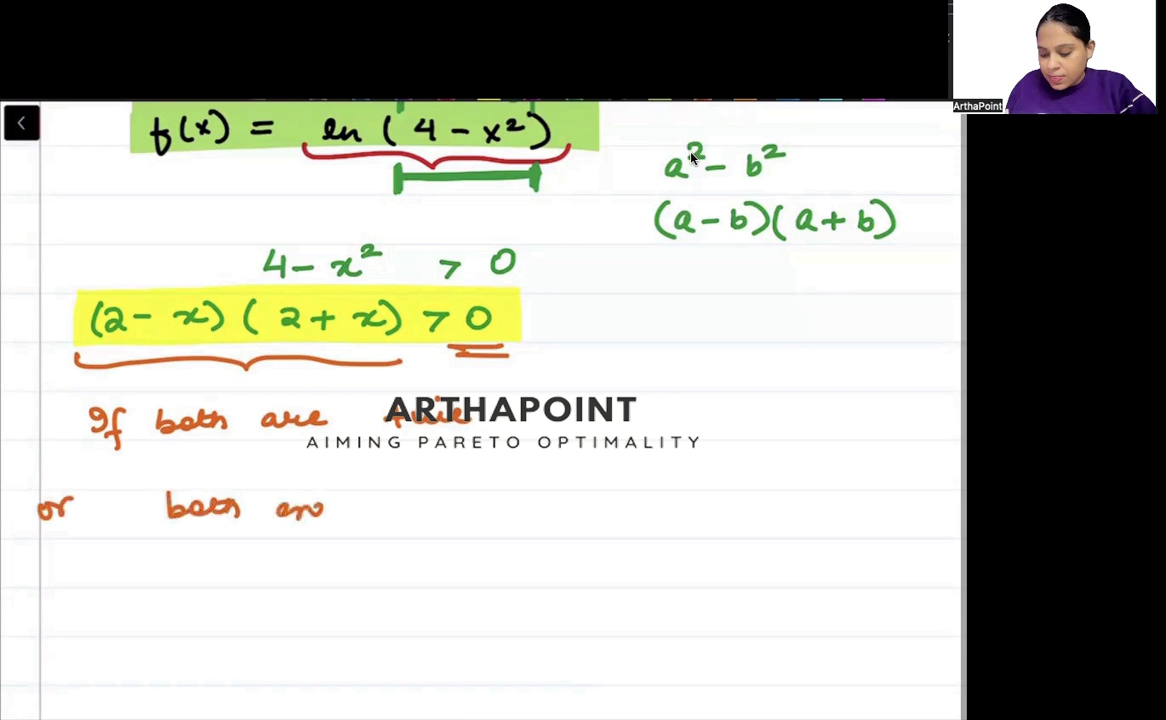 ArthaPoint
f(x) = ln ( 4 - x² )
a² - b²
(a - b)(a + b)
4 - x² > 0
(2 - x) ( 2 + x) > 0
If both are +ive
ARTHAPOINT
AIMING PARETO OPTIMALITY
or both are